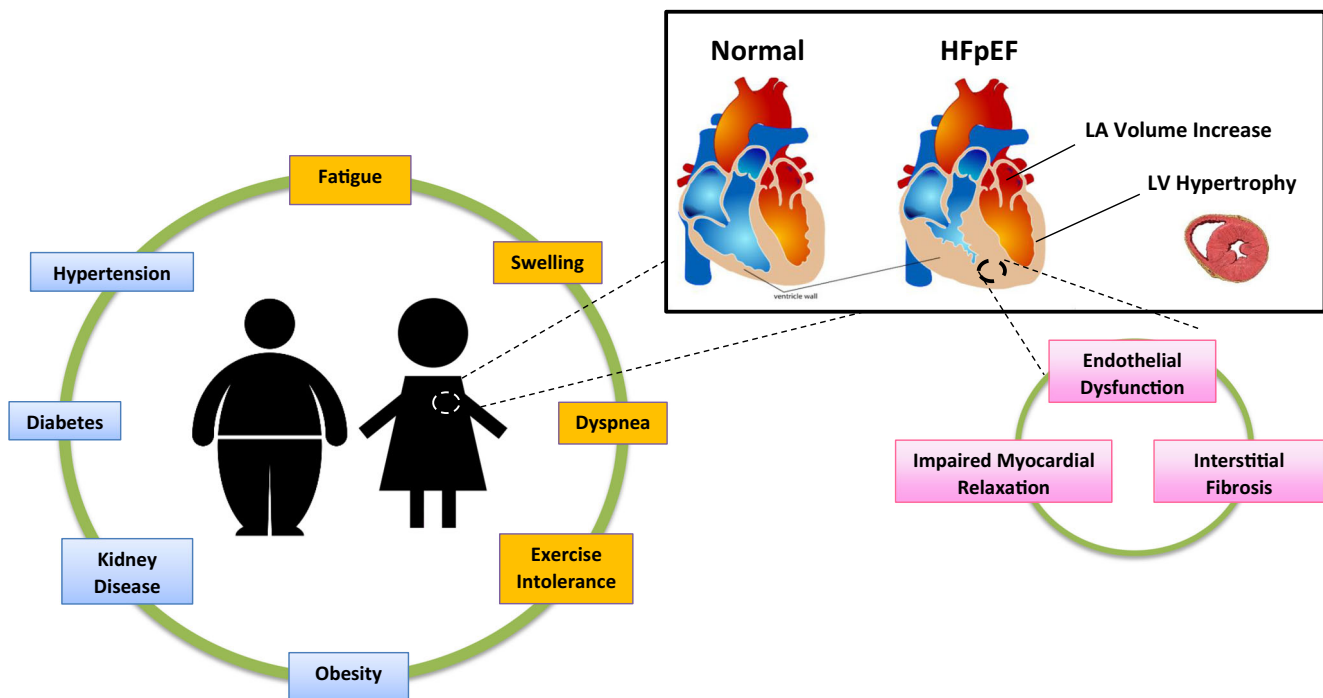 Normal
HFpEF
LA Volume Increase
LV Hypertrophy
ventricle wall
Fatigue
Swelling
Dyspnea
Exercise
Intolerance
Obesity
Kidney
Disease
Diabetes
Hypertension
Endothelial
Dysfunction
Impaired Myocardial
Relaxation
Interstitial
Fibrosis